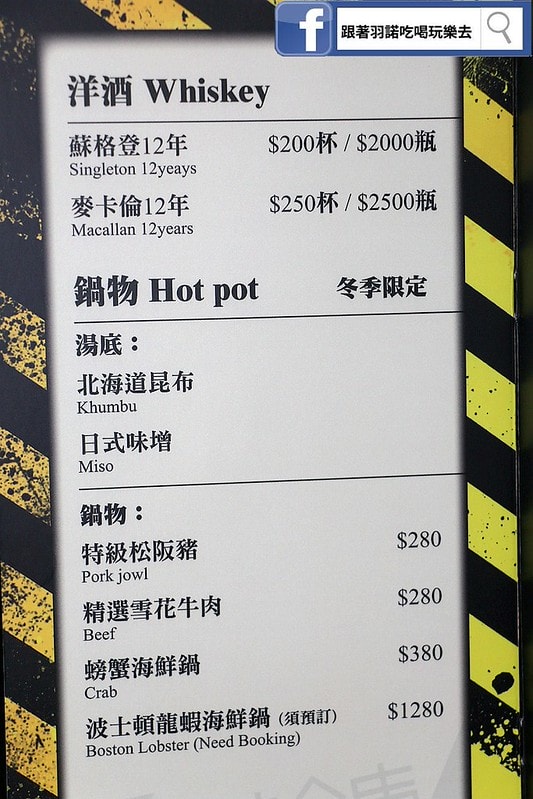 跟著羽諾吃喝玩樂去
洋酒 Whiskey
蘇格登12年 $200杯 / $2000瓶
Singleton 12yeays
麥卡倫12年 $250杯 / $2500瓶
Macallan 12years
鍋物 Hot pot 冬季限定
湯底：
北海道昆布
Khumbu
日式味增
Miso
鍋物：
特級松阪豬 $280
Pork jowl
精選雪花牛肉 $280
Beef
螃蟹海鮮鍋 $380
Crab
波士頓龍蝦海鮮鍋 (須預訂) $1280
Boston Lobster (Need Booking)